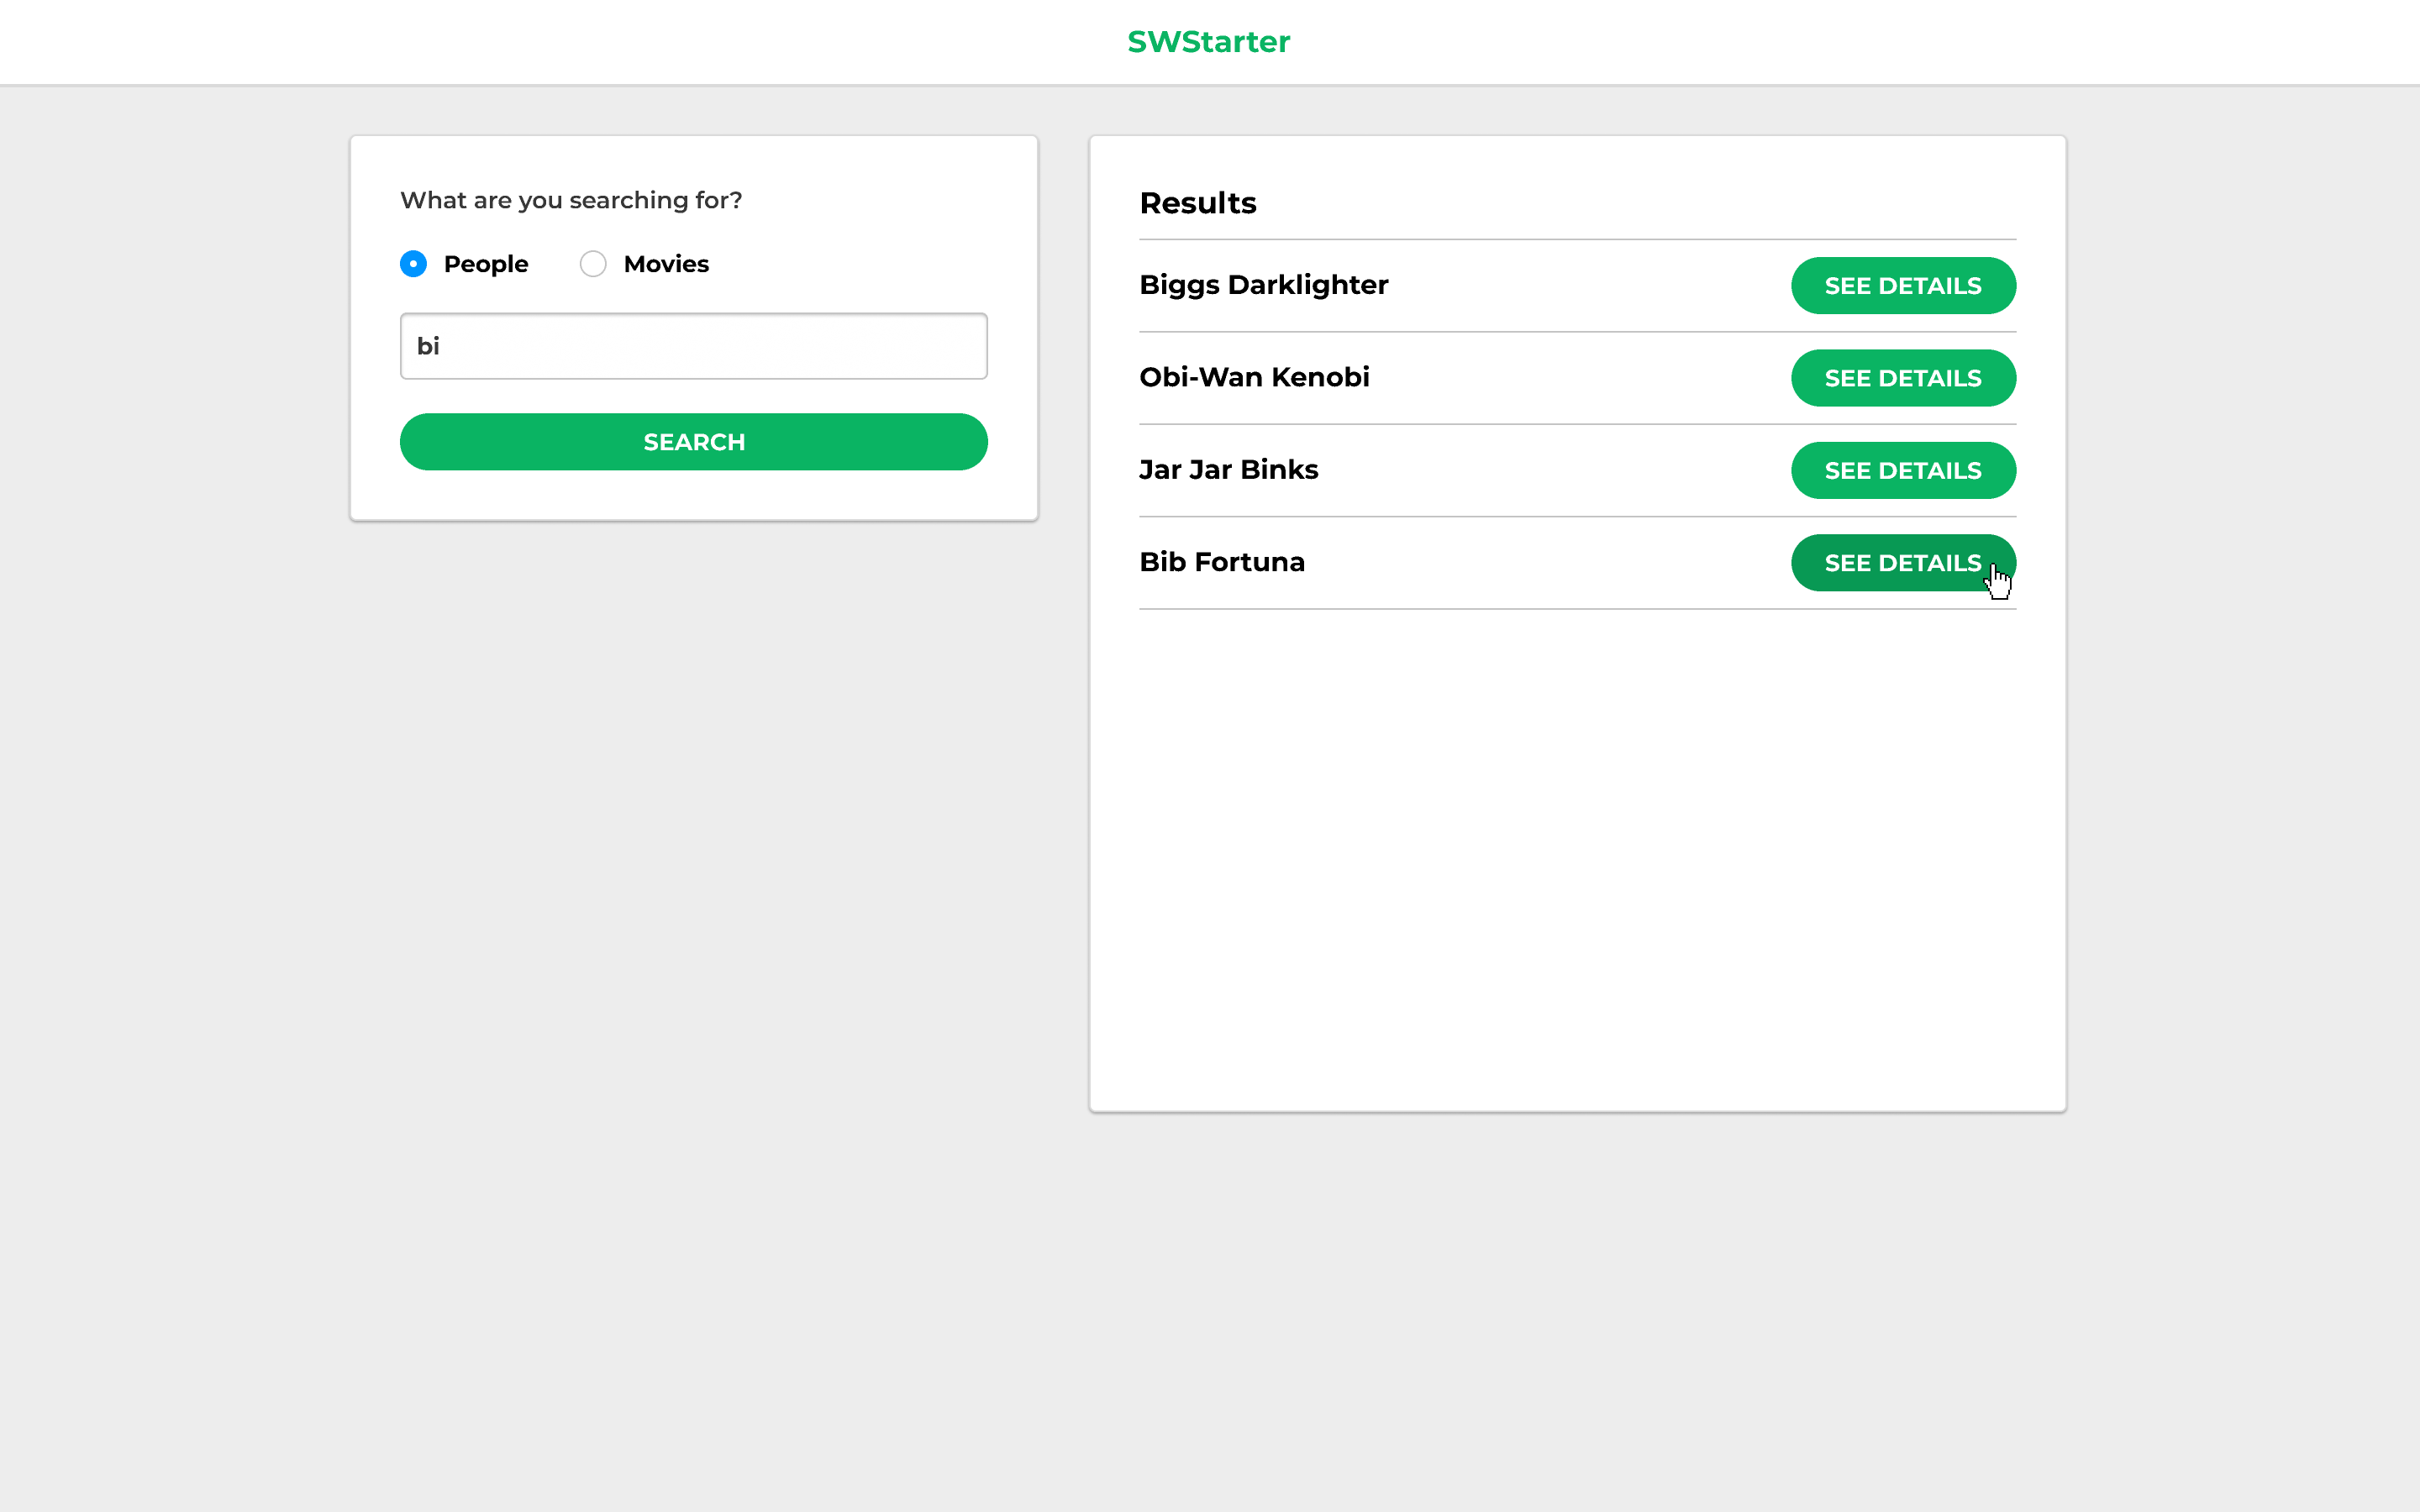 SWStarter
What are you searching for?
People Movies
bi
SEARCH
Results
Biggs Darklighter SEE DETAILS
Obi-Wan Kenobi SEE DETAILS
Jar Jar Binks SEE DETAILS
Bib Fortuna SEE DETAILS